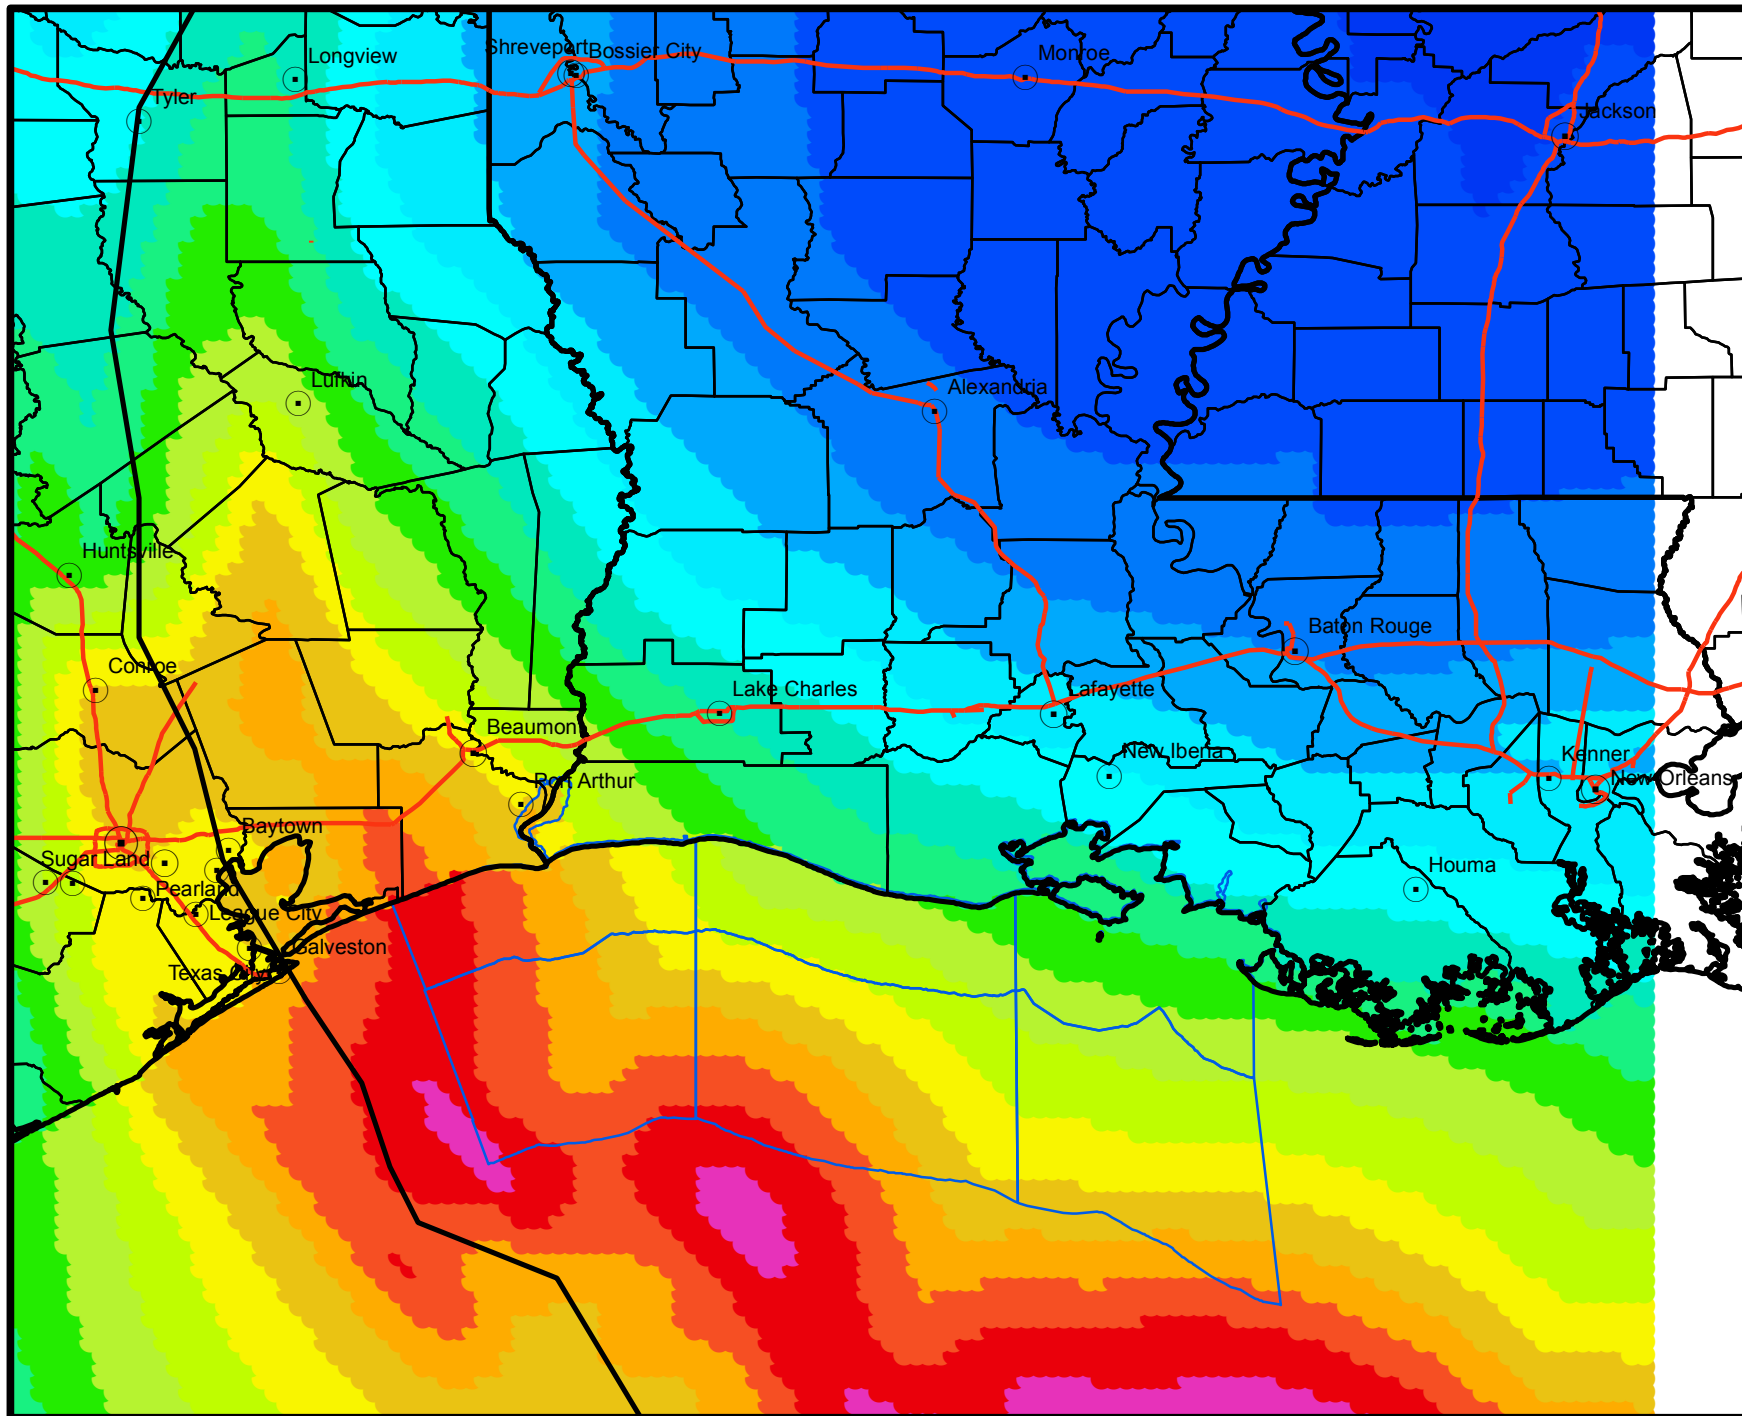 Shreveport
Bossier City
Monroe
Longview
Tyler
Jackson
Lufkin
Alexandria
Huntsville
Baton Rouge
Conroe
Lake Charles
Lafayette
Beaumont
New Iberia
Kenner
Port Arthur
New Orleans
Baytown
Sugar Land
Houma
Pearland
League City
Galveston
Texas City